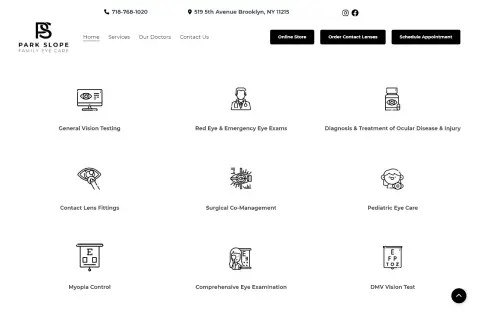 718-768-1020
519 5th Avenue Brooklyn, NY 11215
PS
PARK SLOPE
FAMILY EYE CARE
Home
Services
Our Doctors
Contact Us
Online Store
Order Contact Lenses
Schedule Appointment
General Vision Testing
Red Eye & Emergency Eye Exams
Diagnosis & Treatment of Ocular Disease & Injury
Contact Lens Fittings
Surgical Co-Management
Pediatric Eye Care
E
E
F P
T O Z
Myopia Control
Comprehensive Eye Examination
DMV Vision Test